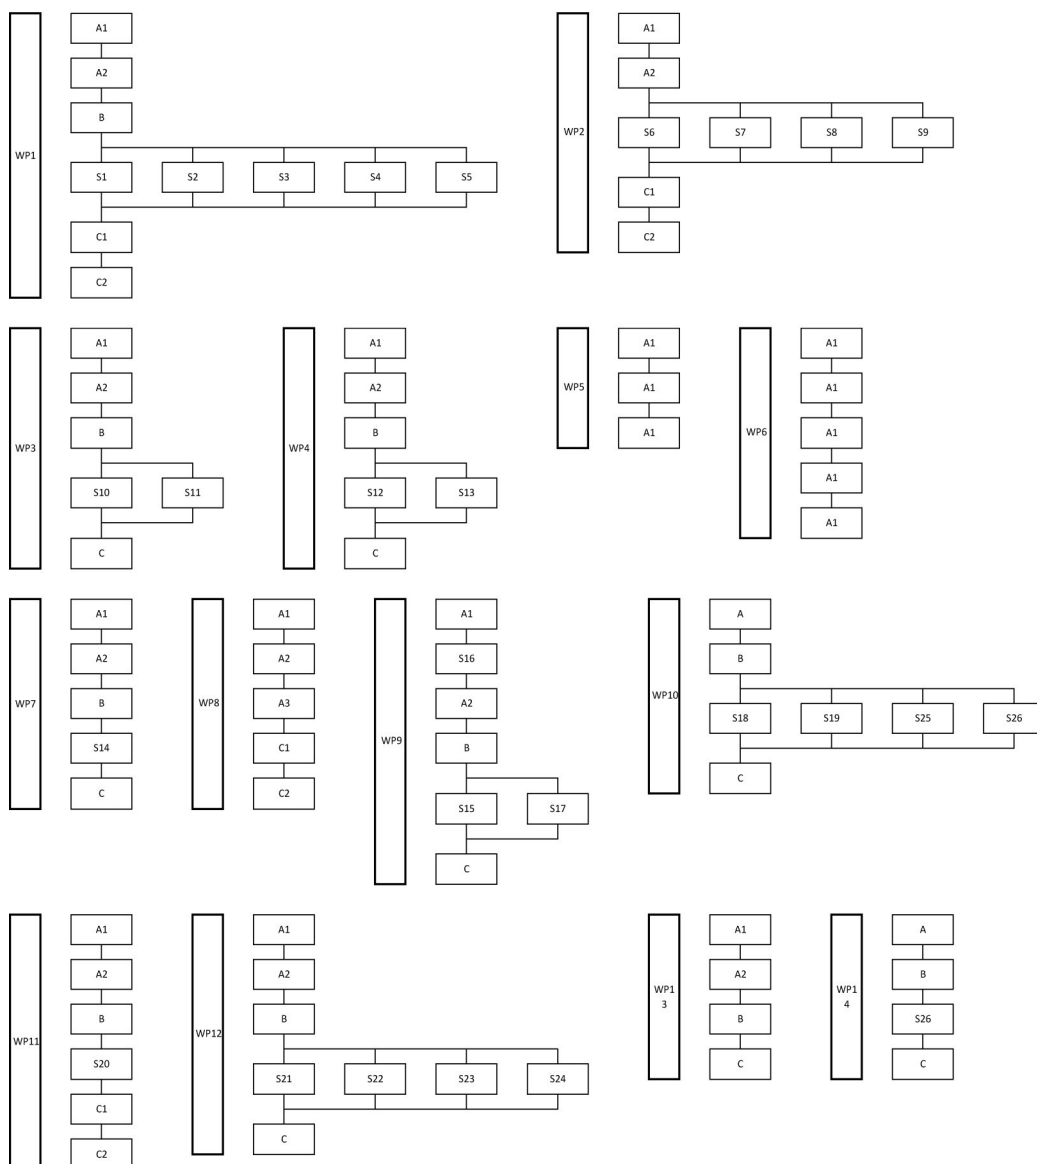 WP1
A1
A2
B
S1 S2 S3 S4 S5
C1
C2
WP2
A1
A2
S6 S7 S8 S9
C1
C2
WP3
A1
A2
B
S10 S11
C
WP4
A1
A2
B
S12 S13
C
WP5
A1
A1
A1
WP6
A1
A1
A1
A1
A1
WP7
A1
A2
B
S14
C
WP8
A1
A2
A3
C1
C2
WP9
A1
S16
A2
B
S15 S17
C
WP10
A
B
S18 S19 S25 S26
C
WP11
A1
A2
B
S20
C1
C2
WP12
A1
A2
B
S21 S22 S23 S24
C
WP1
3
A1
A2
B
C
WP1
4
A
B
S26
C